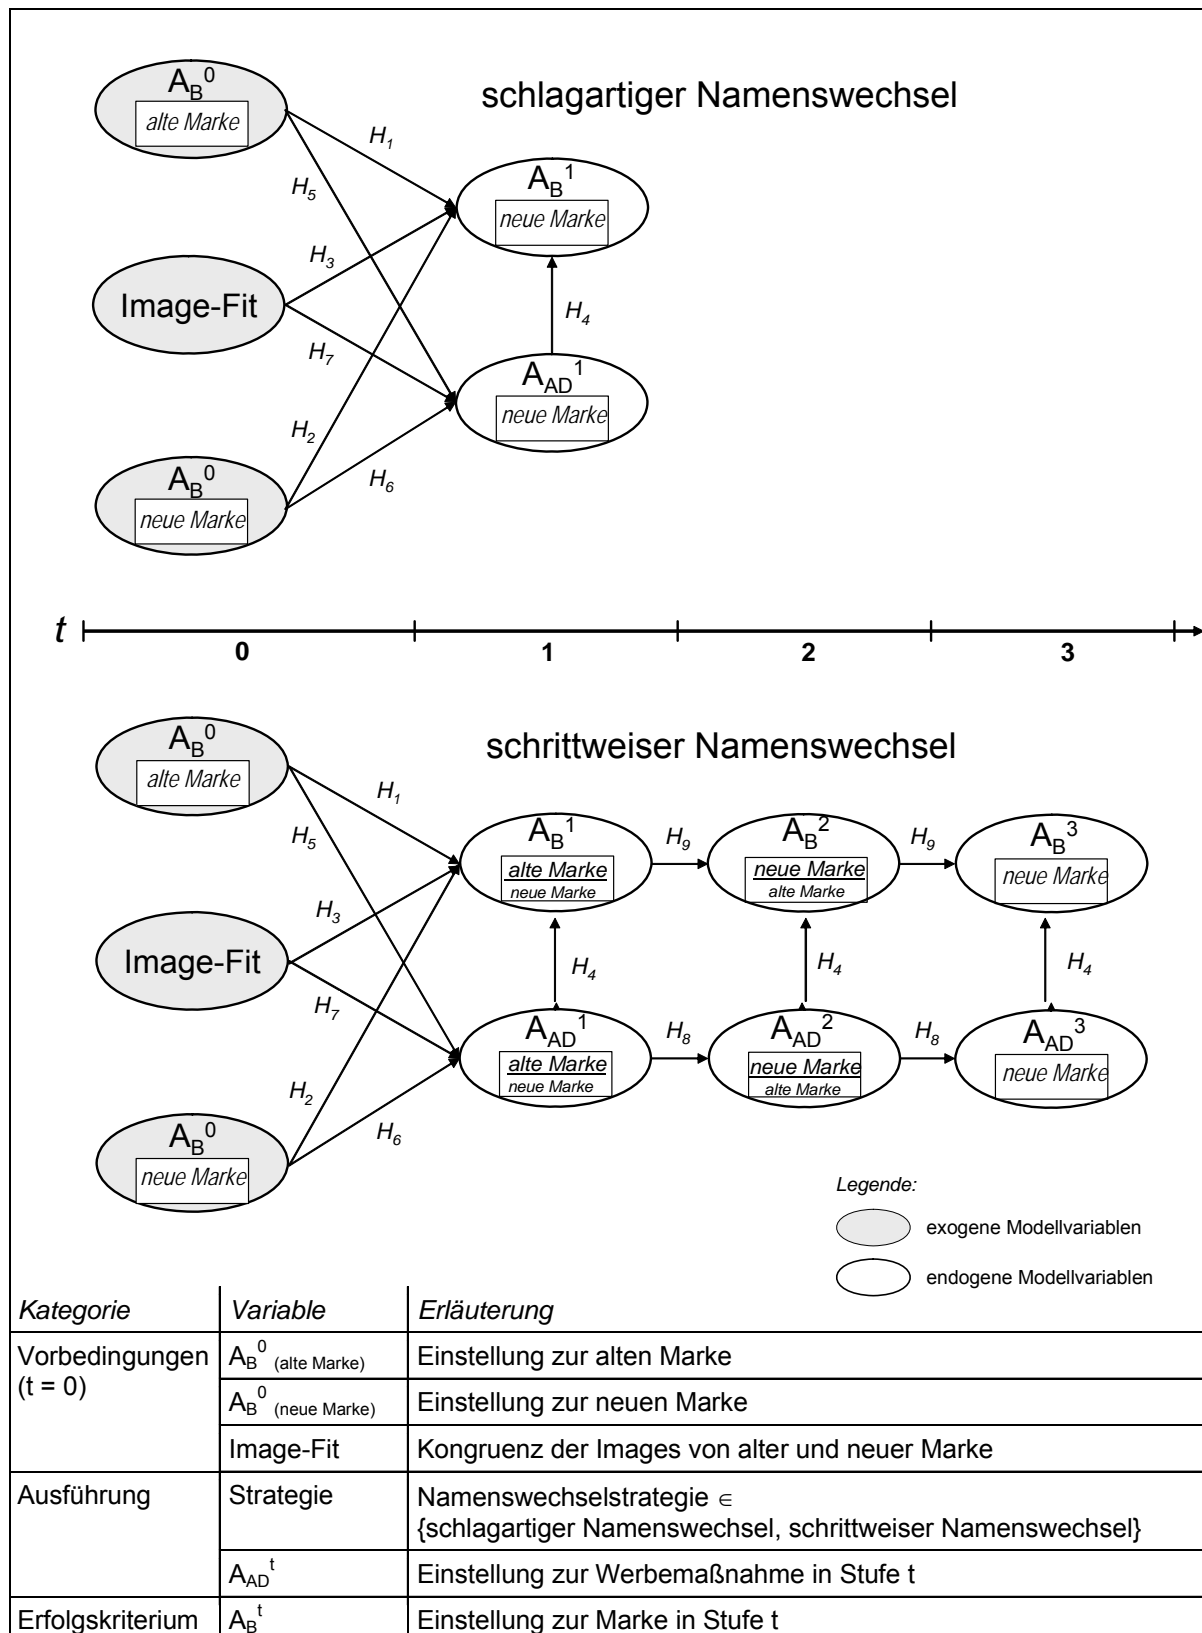 schlagartiger Namenswechsel
A_B^0
alte Marke
H_1
H_5
A_B^1
neue Marke
H_3
Image-Fit
H_4
H_7
A_AD^1
neue Marke
H_2
A_B^0
neue Marke
H_6
t
0 1 2 3
schrittweiser Namenswechsel
A_B^0
alte Marke
H_1
H_5
A_B^1
alte Marke
neue Marke
H_9
A_B^2
neue Marke
alte Marke
H_9
A_B^3
neue Marke
H_3
Image-Fit
H_4
H_4
H_4
H_7
A_AD^1
alte Marke
neue Marke
H_8
A_AD^2
neue Marke
alte Marke
H_8
A_AD^3
neue Marke
H_2
A_B^0
neue Marke
H_6
Legende:
exogene Modellvariablen
endogene Modellvariablen
Kategorie Variable Erläuterung
Vorbedingungen
(t = 0)
A_B^0 (alte Marke) Einstellung zur alten Marke
A_B^0 (neue Marke) Einstellung zur neuen Marke
Image-Fit Kongruenz der Images von alter und neuer Marke
Ausführung Strategie Namenswechselstrategie ∈
{schlagartiger Namenswechsel, schrittweiser Namenswechsel}
A_AD^t Einstellung zur Werbemaßnahme in Stufe t
Erfolgskriterium A_B^t Einstellung zur Marke in Stufe t